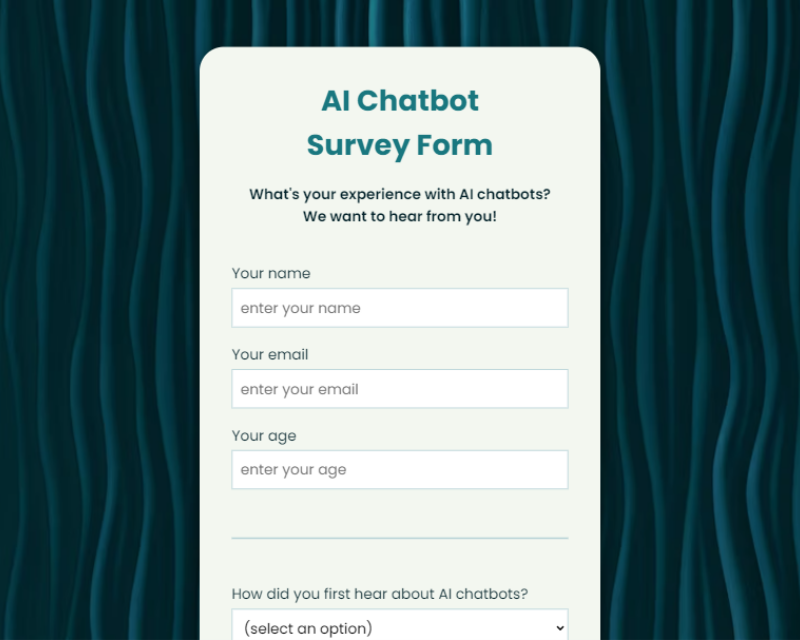 AI Chatbot
Survey Form
What's your experience with AI chatbots?
We want to hear from you!
Your name
enter your name
Your email
enter your email
Your age
enter your age
How did you first hear about AI chatbots?
(select an option)